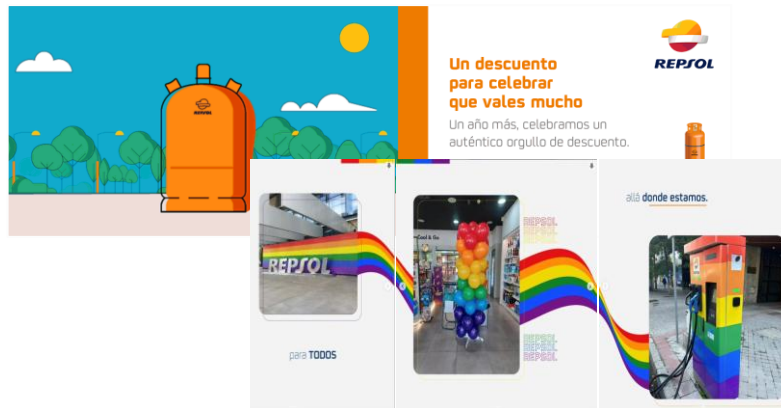 REPSOL
Un descuento
para celebrar
que vales mucho
Un año más, celebramos un
auténtico orgullo de descuento.
REPSOL
REPSOL
para TODOS
REPSOL
REPSOL
REPSOL
REPSOL
REPSOL
REPSOL
allá donde estamos.